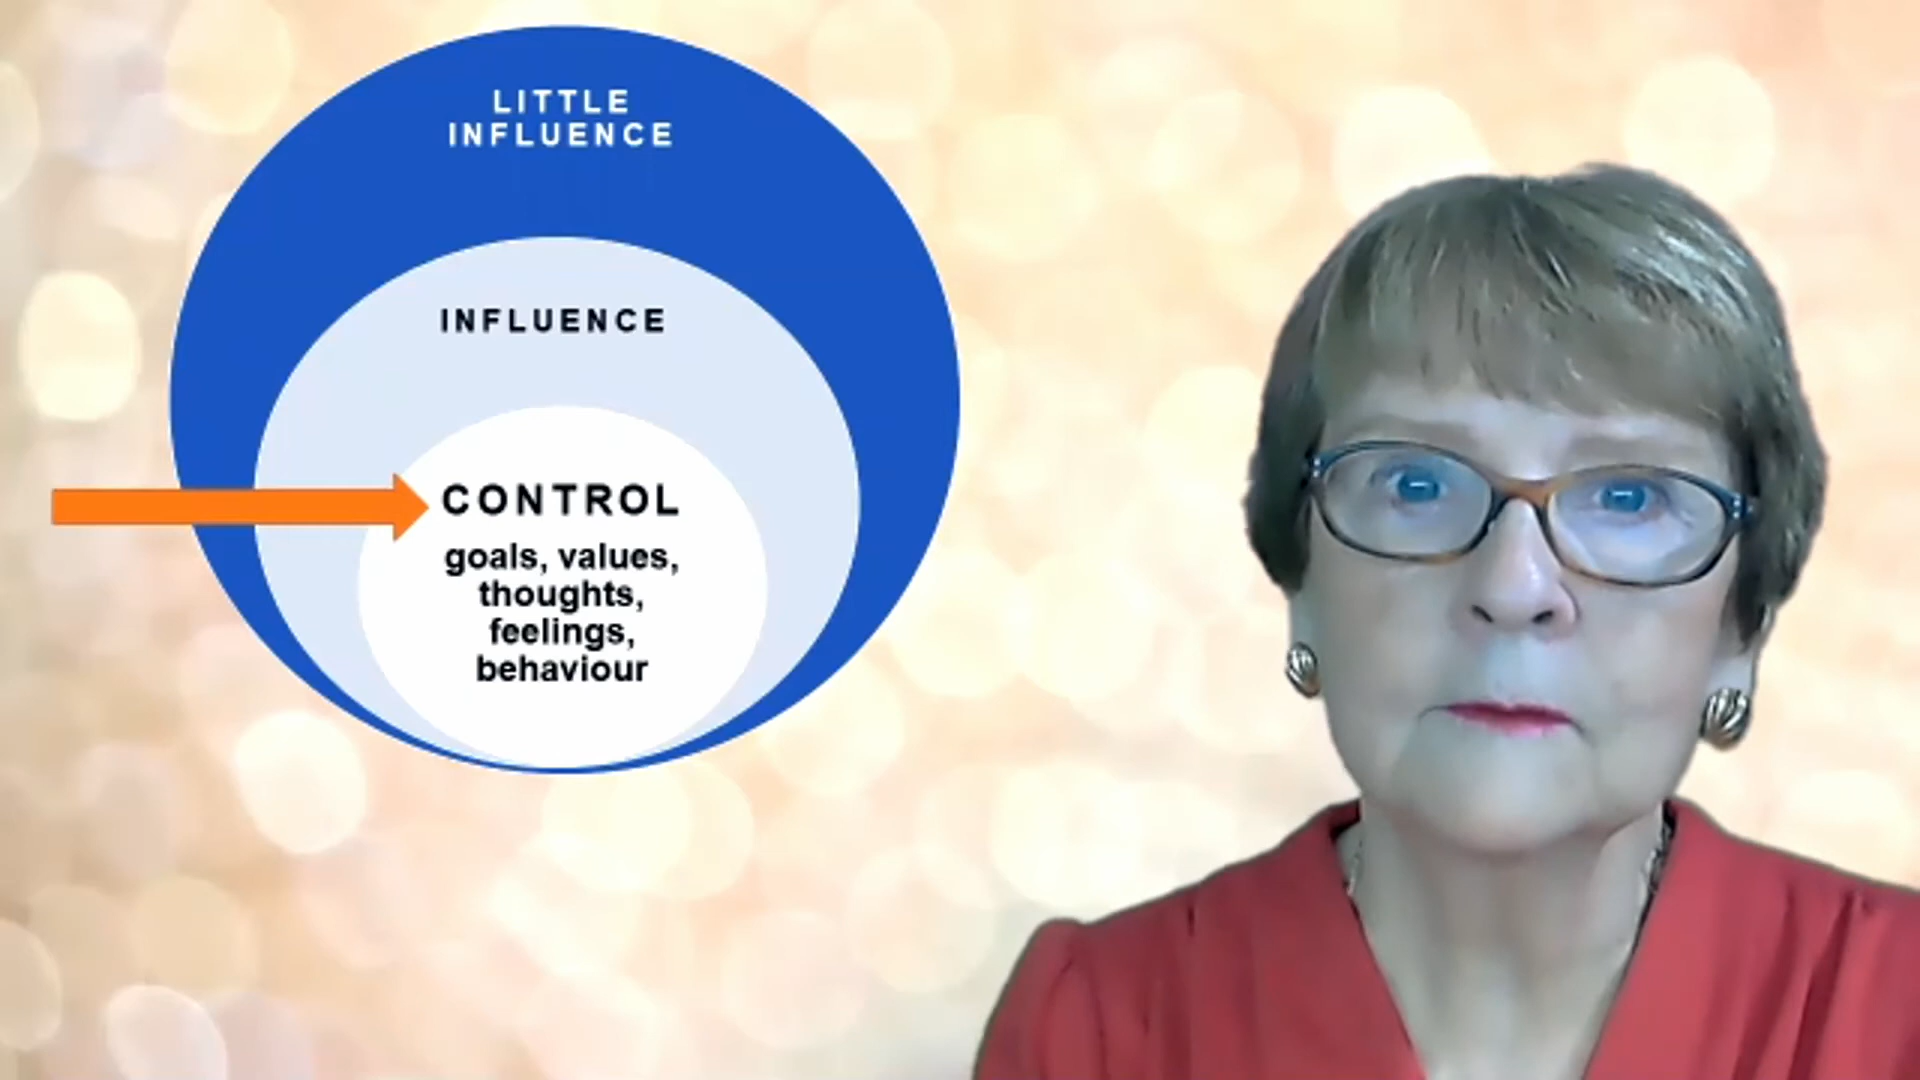 LITTLE
INFLUENCE
INFLUENCE
CONTROL
goals, values,
thoughts,
feelings,
behaviour